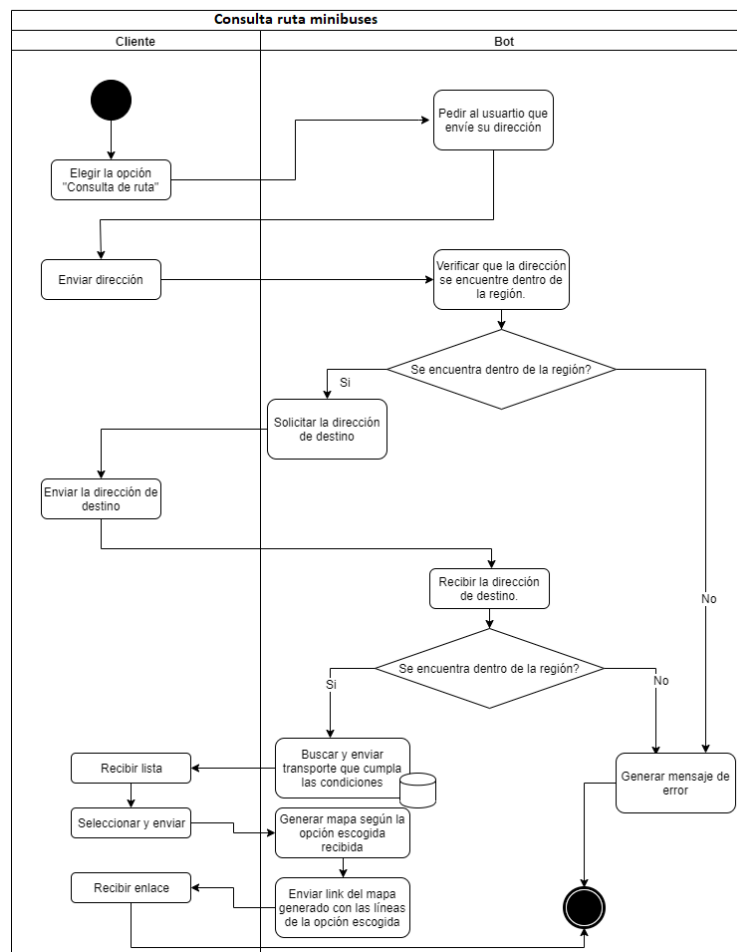 Consulta ruta minibuses
Cliente
Bot
Pedir al usuartio que
envíe su dirección
Elegir la opción
"Consulta de ruta"
Enviar dirección
Verificar que la dirección
se encuentre dentro de
la región.
Se encuentra dentro de la región?
Si
Solicitar la dirección
de destino
Enviar la dirección de
destino
Recibir la dirección
de destino.
No
Se encuentra dentro de la región?
Si
No
Buscar y enviar
transporte que cumpla
las condiciones
Recibir lista
Generar mensaje de
error
Seleccionar y enviar
Generar mapa según la
opción escogida
recibida
Recibir enlace
Enviar link del mapa
generado con las líneas
de la opción escogida